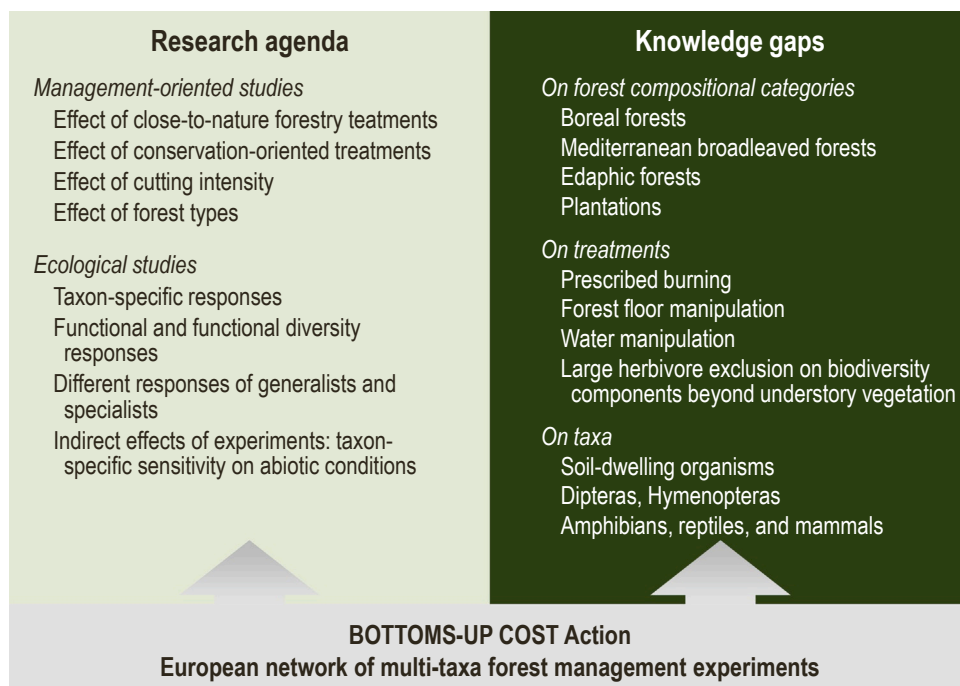 Research agenda
Management-oriented studies
Effect of close-to-nature forestry teatments
Effect of conservation-oriented treatments
Effect of cutting intensity
Effect of forest types
Ecological studies
Taxon-specific responses
Functional and functional diversity
responses
Different responses of generalists and
specialists
Indirect effects of experiments: taxon-
specific sensitivity on abiotic conditions
Knowledge gaps
On forest compositional categories
Boreal forests
Mediterranean broadleaved forests
Edaphic forests
Plantations
On treatments
Prescribed burning
Forest floor manipulation
Water manipulation
Large herbivore exclusion on biodiversity
components beyond understory vegetation
On taxa
Soil-dwelling organisms
Dipteras, Hymenopteras
Amphibians, reptiles, and mammals
BOTTOMS-UP COST Action
European network of multi-taxa forest management experiments